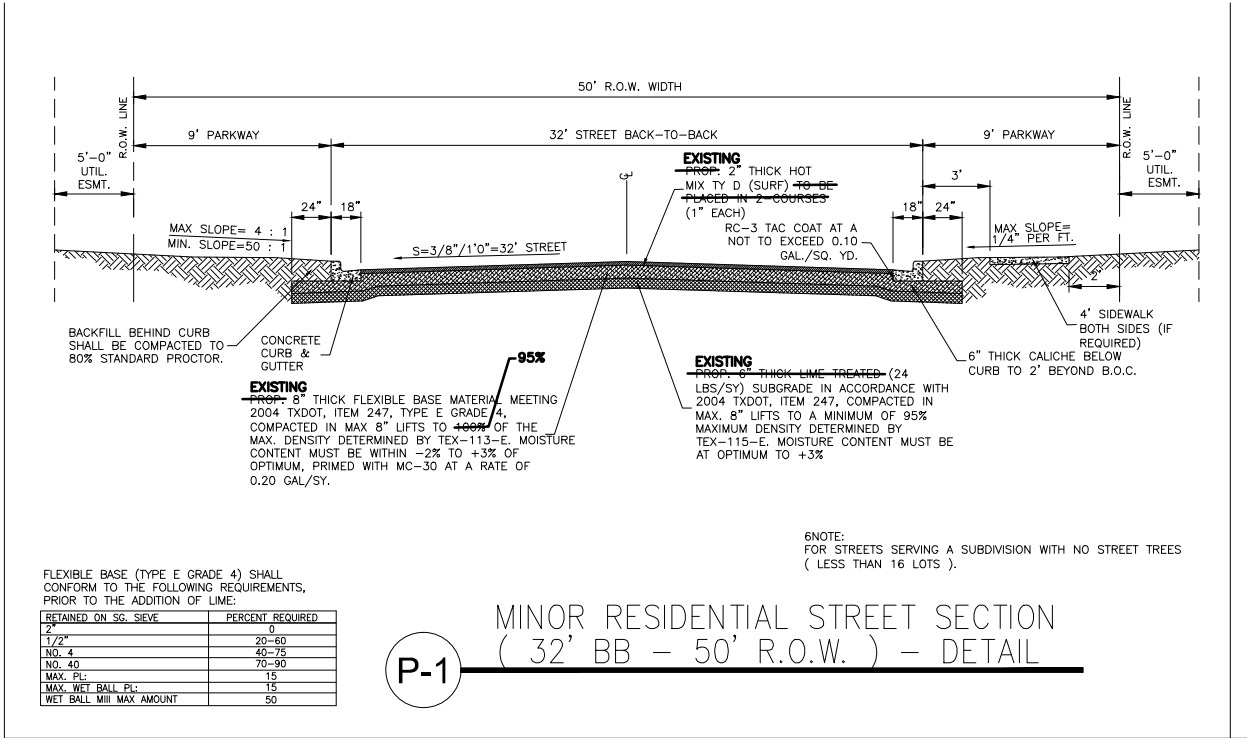 50' R.O.W. WIDTH
R.O.W. LINE
9' PARKWAY
32' STREET BACK-TO-BACK
9' PARKWAY
R.O.W. LINE
5'-0"
UTIL.
ESMT.
5'-0"
UTIL.
ESMT.
EXISTING
PROP. 2" THICK HOT
MIX TY D (SURF) TO BE
PLACED IN 2-COURSES
(1" EACH)
3'
24"
18"
18"
24"
MAX SLOPE= 4 : 1
MIN. SLOPE=50 : 1
S=3/8"/1'0"=32' STREET
RC-3 TAC COAT AT A
NOT TO EXCEED 0.10
GAL./SQ. YD.
MAX SLOPE=
1/4" PER FT.
2'
BACKFILL BEHIND CURB
SHALL BE COMPACTED TO
80% STANDARD PROCTOR.
CONCRETE
CURB &
GUTTER
4' SIDEWALK
BOTH SIDES (IF
REQUIRED)
6" THICK CALICHE BELOW
CURB TO 2' BEYOND B.O.C.
95%
EXISTING
PROP. 8" THICK FLEXIBLE BASE MATERIAL MEETING
2004 TXDOT, ITEM 247, TYPE E GRADE 4,
COMPACTED IN MAX 8" LIFTS TO 100% OF THE
MAX. DENSITY DETERMINED BY TEX-113-E. MOISTURE
CONTENT MUST BE WITHIN -2% TO +3% OF
OPTIMUM, PRIMED WITH MC-30 AT A RATE OF
0.20 GAL/SY.
EXISTING
PROP. 6" THICK LIME TREATED (24
LBS/SY) SUBGRADE IN ACCORDANCE WITH
2004 TXDOT, ITEM 247, COMPACTED IN
MAX. 8" LIFTS TO A MINIMUM OF 95%
MAXIMUM DENSITY DETERMINED BY
TEX-115-E. MOISTURE CONTENT MUST BE
AT OPTIMUM TO +3%
6NOTE:
FOR STREETS SERVING A SUBDIVISION WITH NO STREET TREES
( LESS THAN 16 LOTS ).
FLEXIBLE BASE (TYPE E GRADE 4) SHALL
CONFORM TO THE FOLLOWING REQUIREMENTS,
PRIOR TO THE ADDITION OF LIME:
RETAINED ON SG. SIEVE PERCENT REQUIRED
2" 0
1/2" 20-60
NO. 4 40-75
NO. 40 70-90
MAX. PL: 15
MAX. WET BALL PL: 15
WET BALL Mlll MAX AMOUNT 50
P-1
MINOR RESIDENTIAL STREET SECTION
( 32' BB - 50' R.O.W. ) - DETAIL